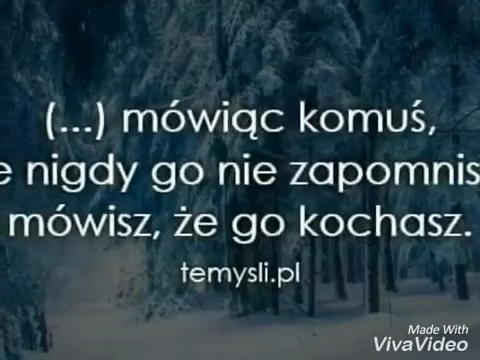 (...) mówiąc komuś,
e nigdy go nie zapomnis
mówisz, że go kochasz.
temysli.pl
Made With
VivaVideo